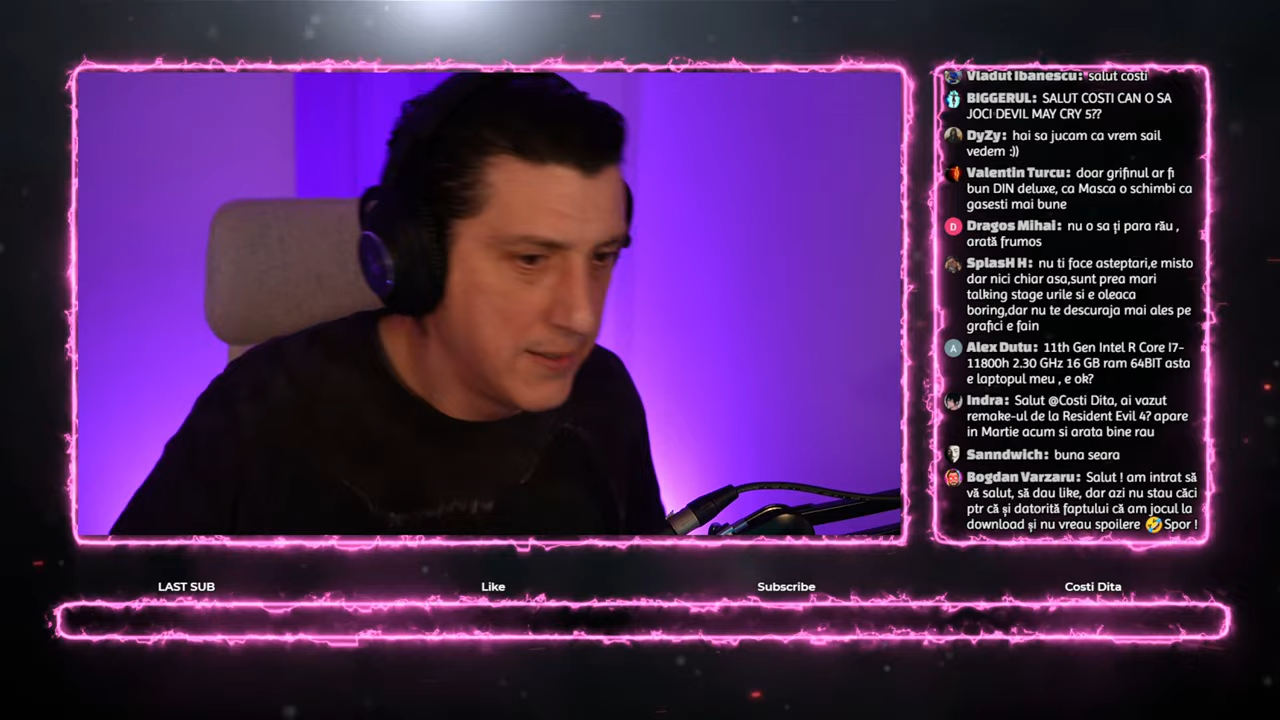 Vladut Ibanescu: salut costi
BIGGERUL: SALUT COSTI CAN O SA
JOCI DEVIL MAY CRY 5??
DyZy: hai sa jucam ca vrem sail
vedem :))
Valentin Turcu: doar grifinul ar fi
bun DIN deluxe, ca Masca o schimbi ca
gasesti mai bune
D Dragos Mihai: nu o sa ți para rău ,
arată frumos
SplasH H: nu ti face asteptari,e misto
dar nici chiar asa,sunt prea mari
talking stage urile si e oleaca
boring,dar nu te descuraja mai ales pe
grafici e fain
A Alex Dutu: 11th Gen Intel R Core I7-
11800h 2.30 GHz 16 GB ram 64BIT asta
e laptopul meu , e ok?
Indra: Salut @Costi Dita, ai vazut
remake-ul de la Resident Evil 4? apare
in Martie acum si arata bine rau
Sanndwich: buna seara
Bogdan Varzaru: Salut ! am intrat să
vă salut, să dau like, dar azi nu stau căci
ptr că și datorită faptului că am jocul la
download și nu vreau spoilere 🤣 Spor !
LAST SUB
Like
Subscribe
Costi Dita